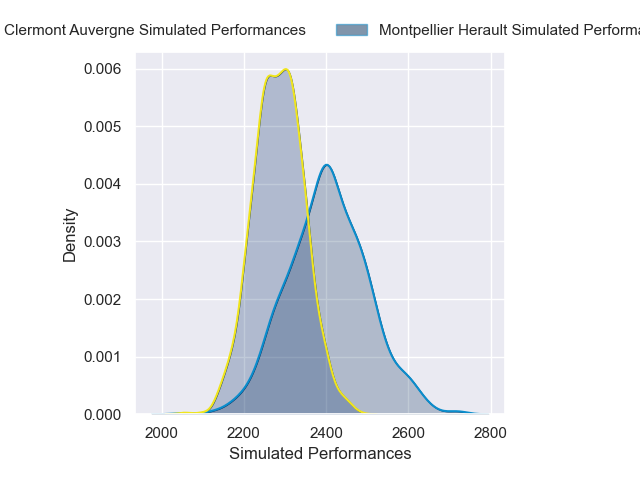 Clermont Auvergne Simulated Performances
Montpellier Herault Simulated
0.006
0.005
0.004
0.003
0.002
0.001
0.000
Density
2000 2200 2400 2600 2800
Simulated Performances